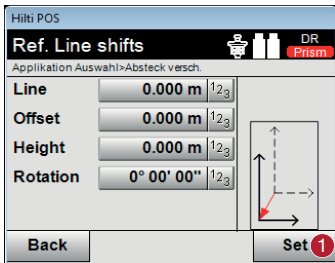 Hilti POS
Ref. Line shifts DR Prism
Applikation Auswahl>Absteck versch.
Line 0.000 m 123
Offset 0.000 m 123
Height 0.000 m 123
Rotation 0° 00' 00" 123
Back Set 1